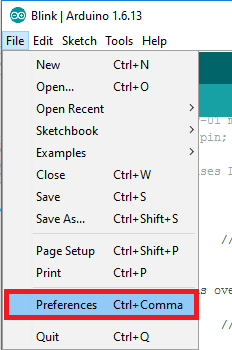 Blink | Arduino 1.6.13
File Edit Sketch Tools Help
New Ctrl+N
Open... Ctrl+O
Open Recent
Sketchbook
Examples
Close Ctrl+W
Save Ctrl+S
Save As... Ctrl+Shift+S
Page Setup Ctrl+Shift+P
Print Ctrl+P
Preferences Ctrl+Comma
Quit Ctrl+Q
-01 m
pin;
ses I
//
s ove
//